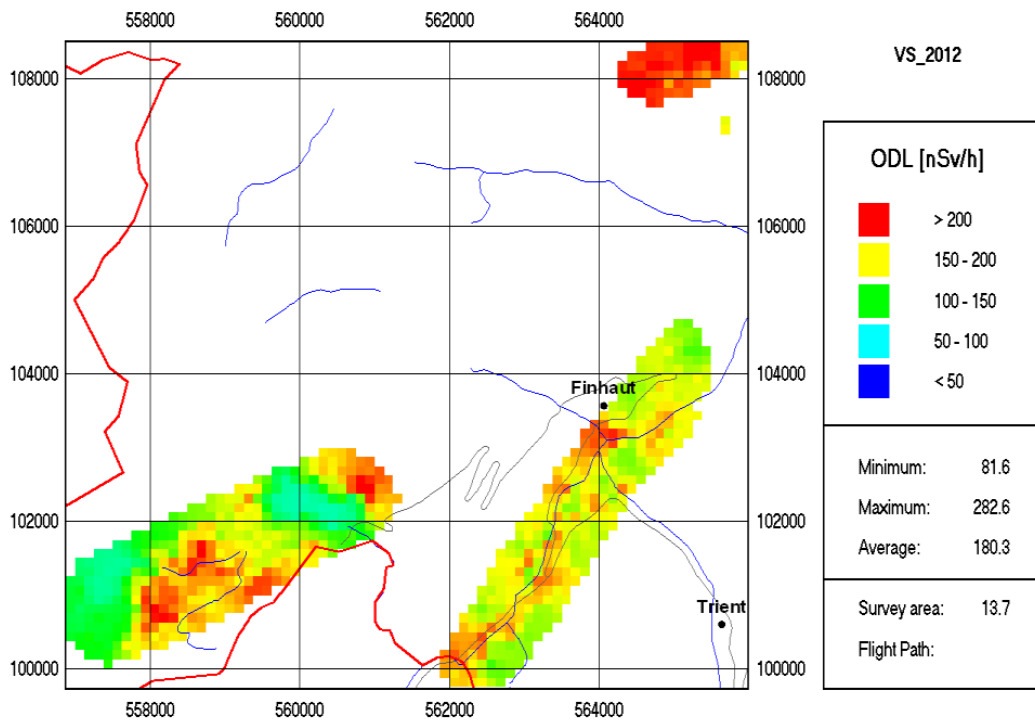 558000 560000 562000 564000
VS_2012
108000 108000
ODL [nSv/h]
> 200
150 - 200
106000 106000
100 - 150
50 - 100
104000 104000
< 50
Finhaut
Minimum: 81.6
102000 102000
Maximum: 282.6
Average: 180.3
Trient
Survey area: 13.7
Flight Path:
100000 100000
558000 560000 562000 564000